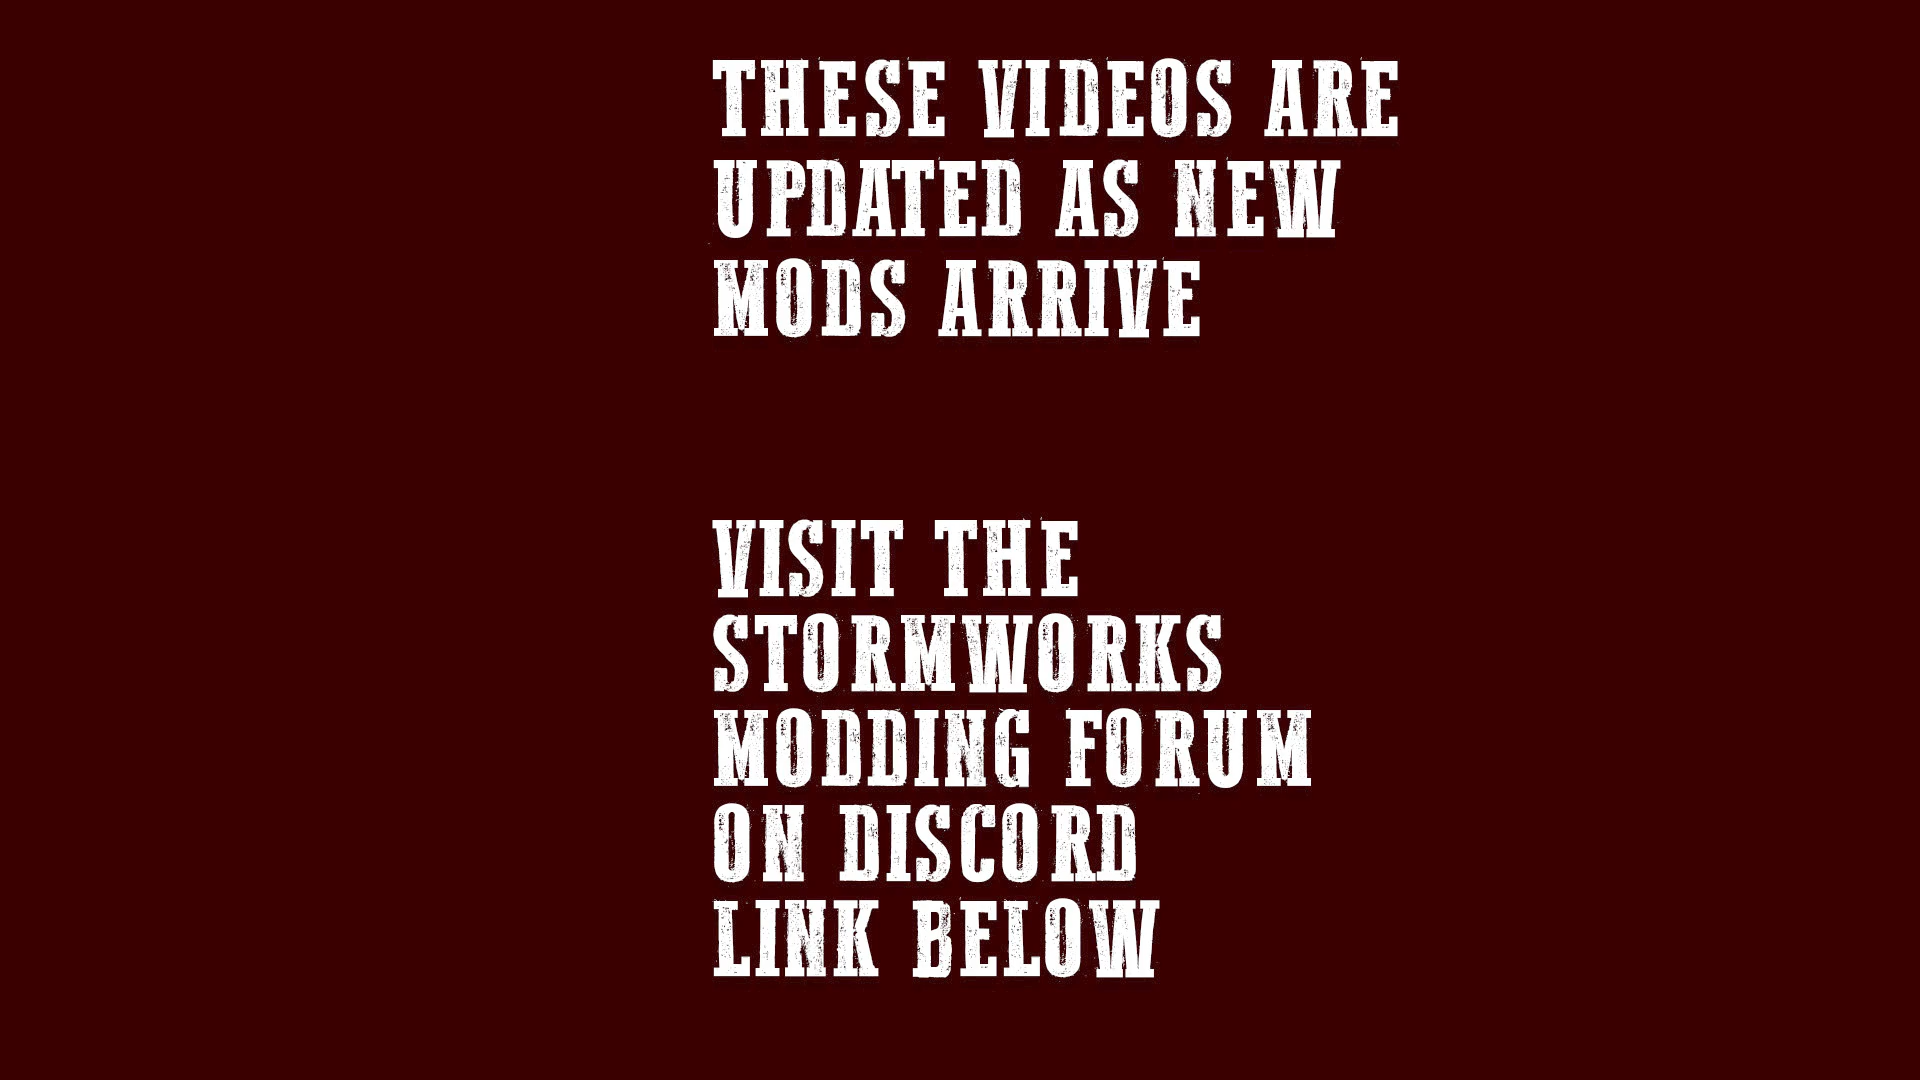 THESE VIDEOS ARE
UPDATED AS NEW
MODS ARRIVE
VISIT THE
STORMWORKS
MODDING FORUM
ON DISCORD
LINK BELOW